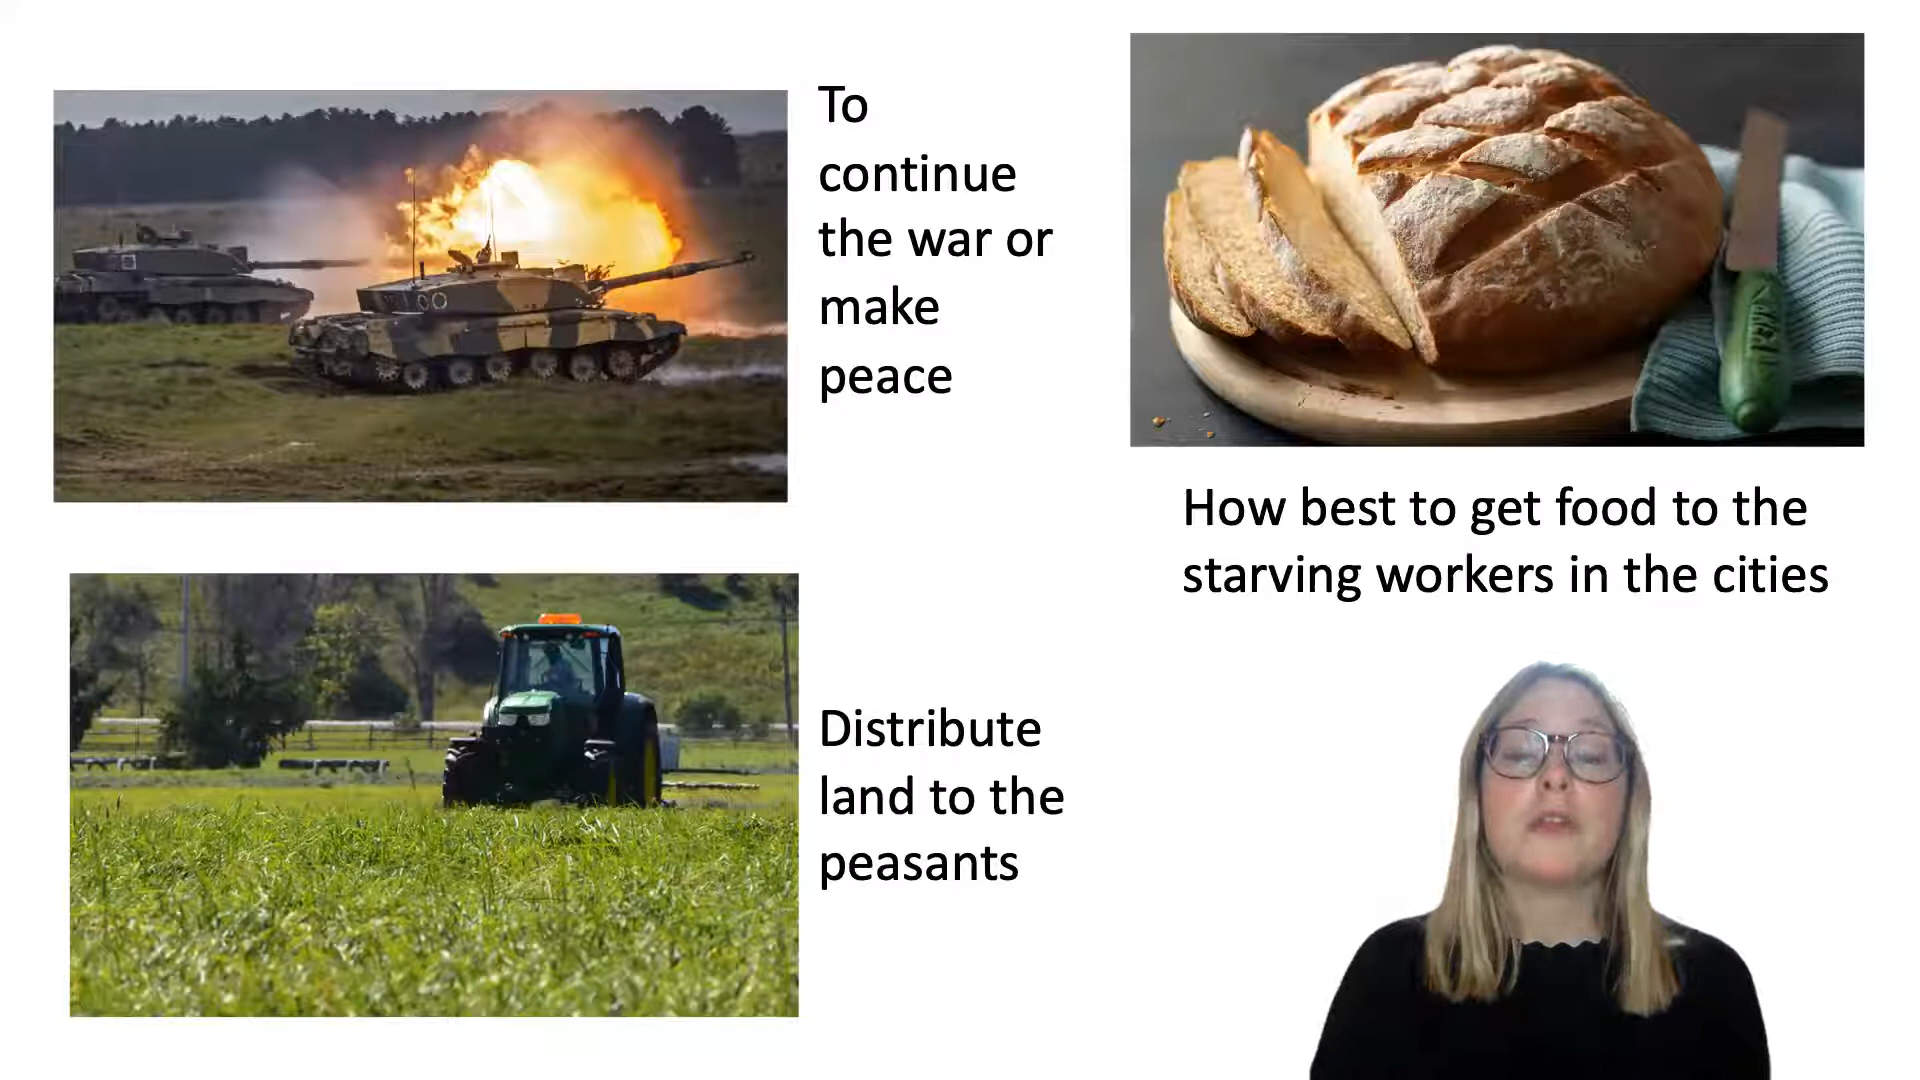 To
continue
the war or
make
peace
How best to get food to the
starving workers in the cities
Distribute
land to the
peasants